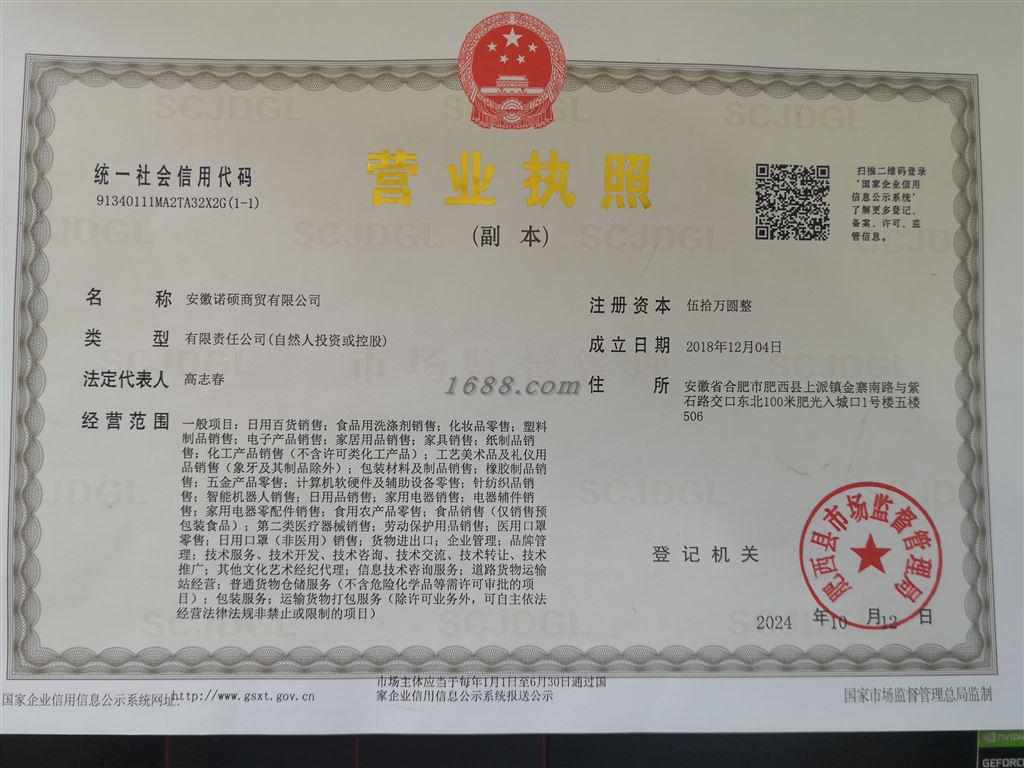 营业执照
(副 本)
统一社会信用代码
91340111MA2TA32X2G(1-1)
扫描二维码登录
'国家企业信用
信息公示系统'
了解更多登记、
备案、许可、监
管信息。
名 称 安徽诺硕商贸有限公司
类 型 有限责任公司(自然人投资或控股)
法定代表人 高志春
经营范围 一般项目：日用百货销售；食品用洗涤剂销售；化妆品零售；塑料
制品销售；电子产品销售；家居用品销售；家具销售；纸制品销
售；化工产品销售（不含许可类化工产品）；工艺美术品及礼仪用
品销售（象牙及其制品除外）；包装材料及制品销售；橡胶制品销
售；五金产品零售；计算机软硬件及辅助设备零售；针纺织品销
售；智能机器人销售；日用品销售；家用电器销售；电器辅件销
售；家用电器零配件销售；食用农产品零售；食品销售（仅销售预
包装食品）；第二类医疗器械销售；劳动保护用品销售；医用口罩
零售；日用口罩（非医用）销售；货物进出口；企业管理；品牌管
理；技术服务、技术开发、技术咨询、技术交流、技术转让、技术
推广；其他文化艺术经纪代理；信息技术咨询服务；道路货物运输
站经营；普通货物仓储服务（不含危险化学品等需许可审批的项
目）；包装服务；运输货物打包服务（除许可业务外，可自主依法
经营法律法规非禁止或限制的项目）
注册资本 伍拾万圆整
成立日期 2018年12月04日
住 所 安徽省合肥市肥西县上派镇金寨南路与紫
石路交口东北100米肥光入城口1号楼五楼
506
1688.com
登记机关
肥西县市场监督管理局
2024 年10 月12 日
国家企业信用信息公示系统网址：http://www.gsxt.gov.cn
市场主体应当于每年1月1日至6月30日通过国
家企业信用信息公示系统报送公示
国家市场监督管理总局监制
SCJDGL
SCJDGL
SCJDGL
SCJDGL
SCJDGL
市场监督管理
SCJDGL
SCJDGL
SCJDGL
NVIDIA
GEFORCE